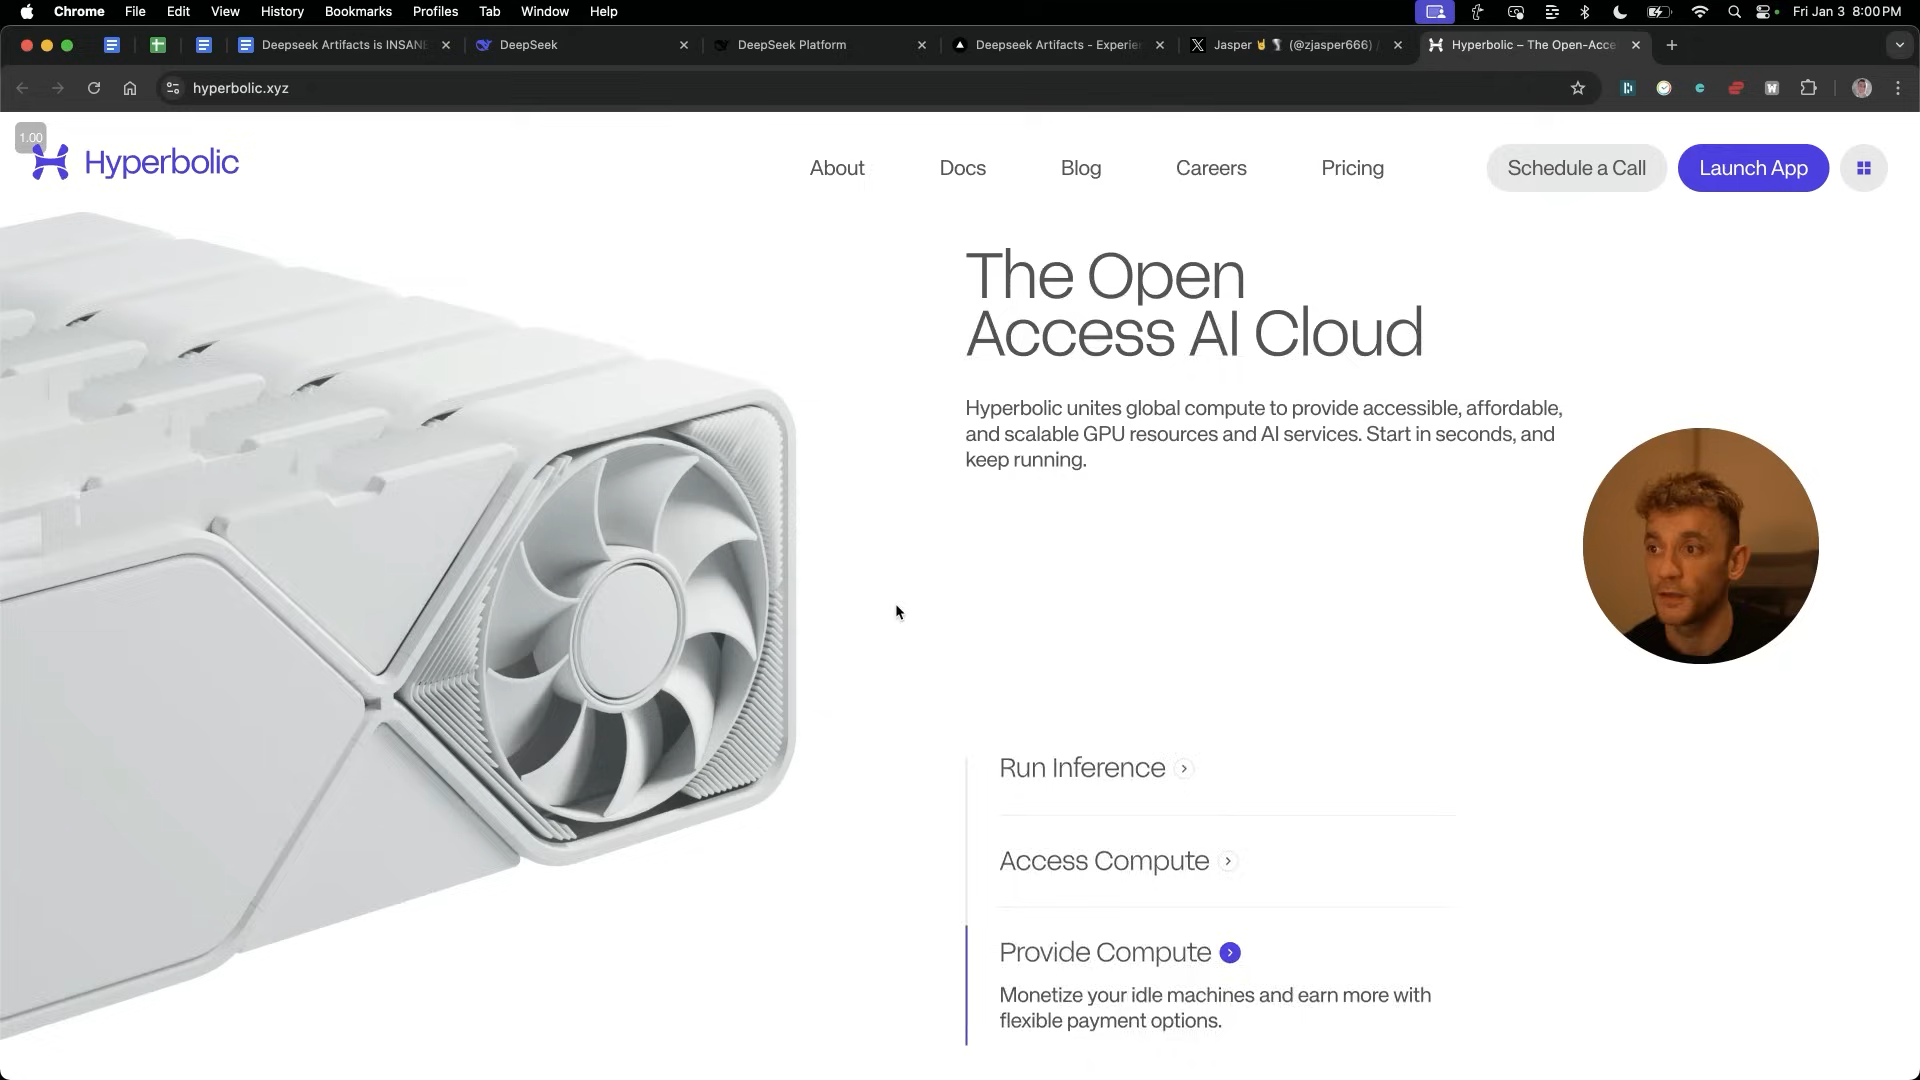 Chrome File Edit View History Bookmarks Profiles Tab Window Help Fri Jan 3 8:00 PM
Deepseek Artifacts is INSANE DeepSeek DeepSeek Platform Deepseek Artifacts - Experie Jasper (@zjasper666) / Hyperbolic – The Open-Acce
hyperbolic.xyz
1.00
Hyperbolic
About Docs Blog Careers Pricing Schedule a Call Launch App
The Open
Access AI Cloud
Hyperbolic unites global compute to provide accessible, affordable,
and scalable GPU resources and AI services. Start in seconds, and
keep running.
Run Inference
Access Compute
Provide Compute
Monetize your idle machines and earn more with
flexible payment options.